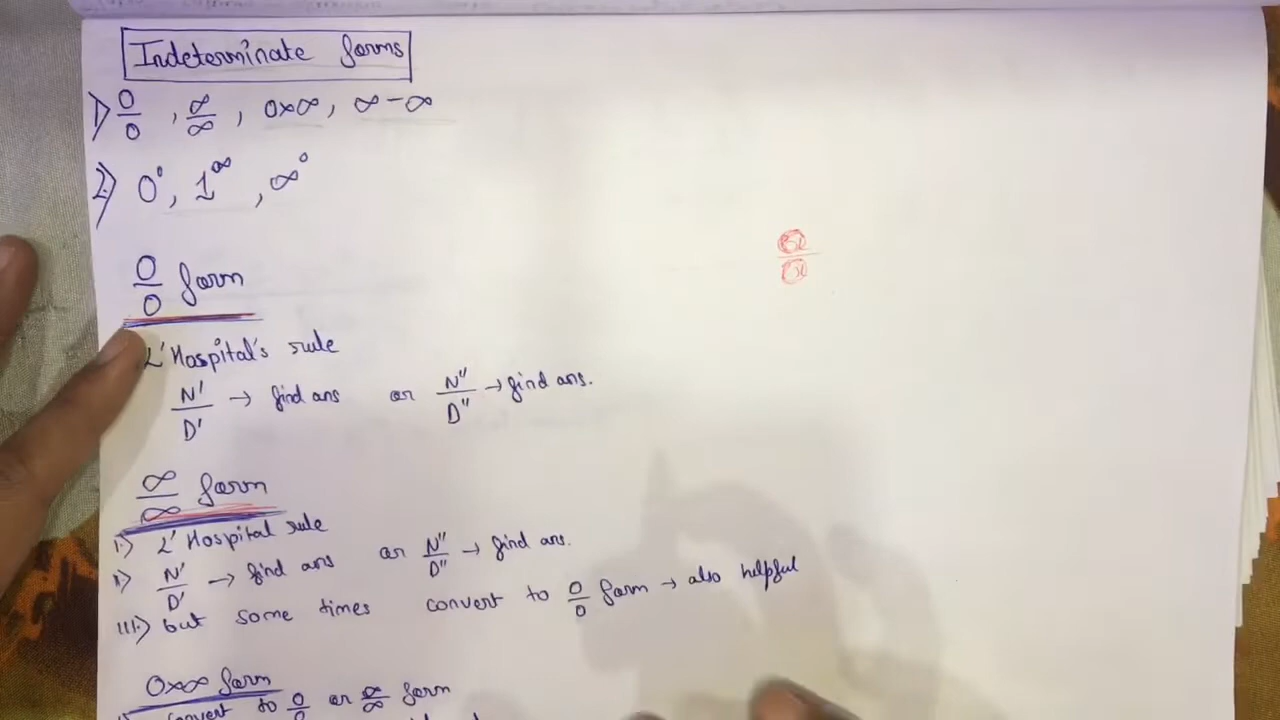 Indeterminate forms
1) 0/0, ∞/∞, 0×∞, ∞-∞
2) 0⁰, 1^∞, ∞⁰
0/0 form
L'Hospital's rule
N'/D' → find ans or N''/D'' → find ans.
∞/∞ form
i) L'Hospital rule
ii) N'/D' → find ans or N''/D'' → find ans.
iii) but some times convert to 0/0 form → also helpful
0×∞ form
convert to 0/0 or ∞/∞ form